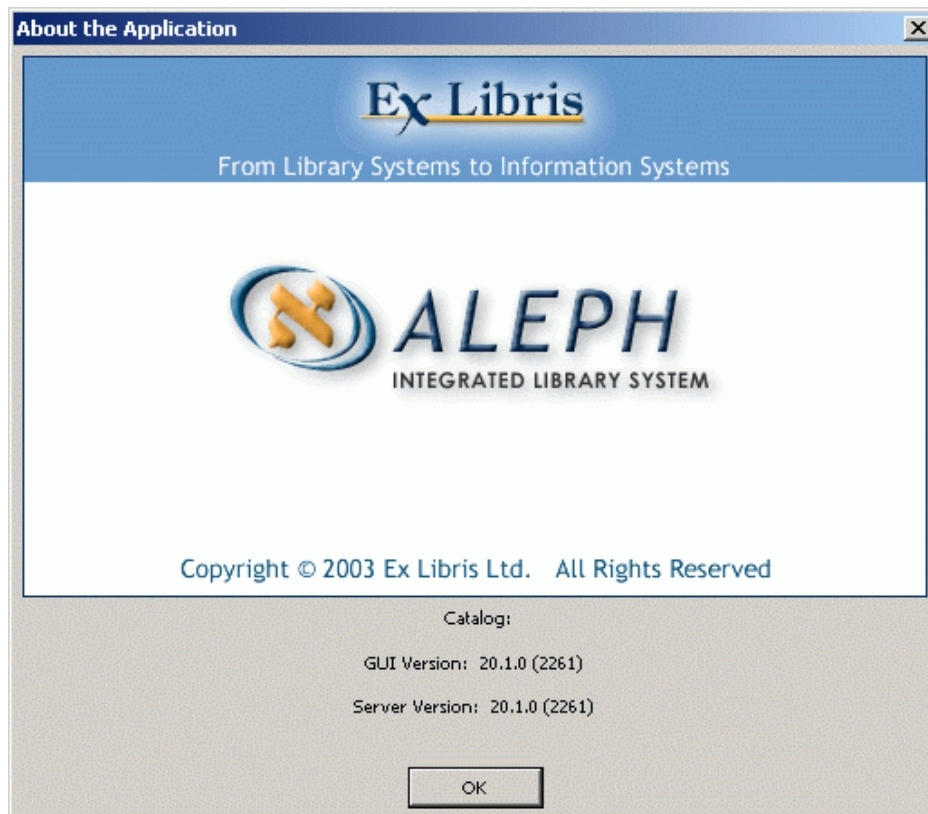 About the Application
Ex Libris
From Library Systems to Information Systems
א ALEPH
INTEGRATED LIBRARY SYSTEM
Copyright © 2003 Ex Libris Ltd. All Rights Reserved
Catalog:
GUI Version: 20.1.0 (2261)
Server Version: 20.1.0 (2261)
OK